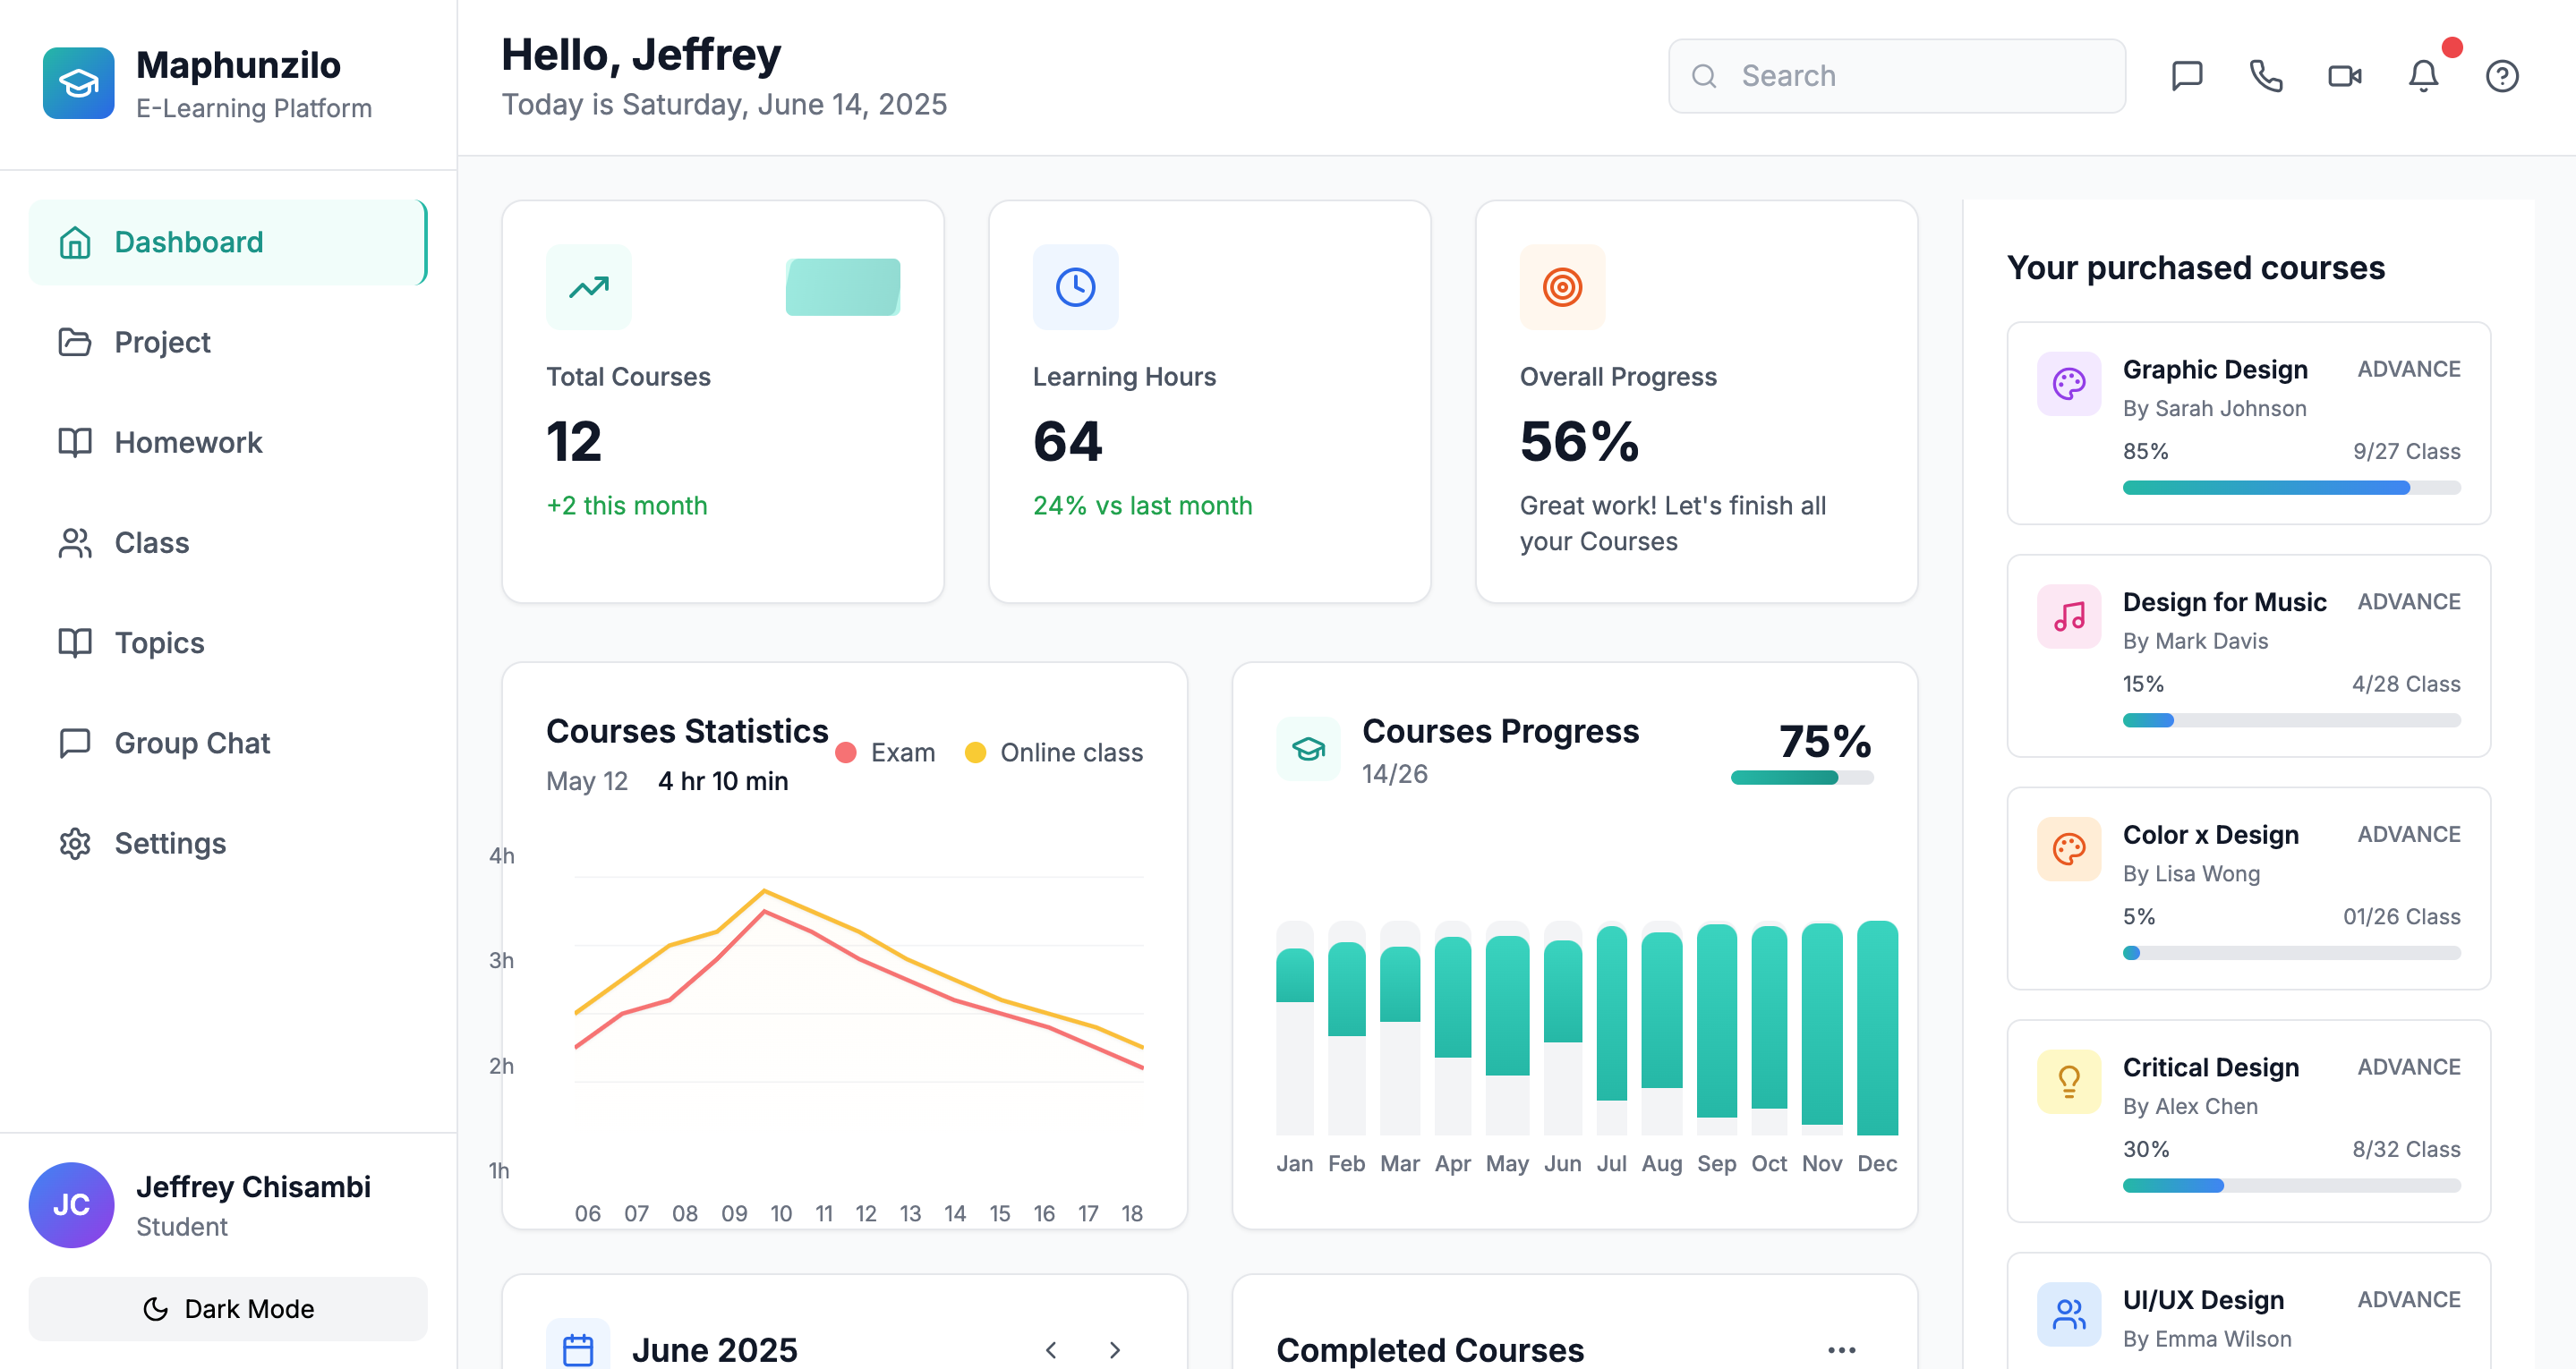 Maphunzilo
E-Learning Platform
Dashboard
Project
Homework
Class
Topics
Group Chat
Settings
JC
Jeffrey Chisambi
Student
Dark Mode
Hello, Jeffrey
Today is Saturday, June 14, 2025
Search
Total Courses
12
+2 this month
Learning Hours
64
24% vs last month
Overall Progress
56%
Great work! Let's finish all
your Courses
Courses Statistics
May 12 4 hr 10 min
Exam Online class
4h
3h
2h
1h
06 07 08 09 10 11 12 13 14 15 16 17 18
Courses Progress
14/26
75%
Jan Feb Mar Apr May Jun Jul Aug Sep Oct Nov Dec
June 2025
Completed Courses
Your purchased courses
Graphic Design ADVANCE
By Sarah Johnson
85% 9/27 Class
Design for Music ADVANCE
By Mark Davis
15% 4/28 Class
Color x Design ADVANCE
By Lisa Wong
5% 01/26 Class
Critical Design ADVANCE
By Alex Chen
30% 8/32 Class
UI/UX Design ADVANCE
By Emma Wilson